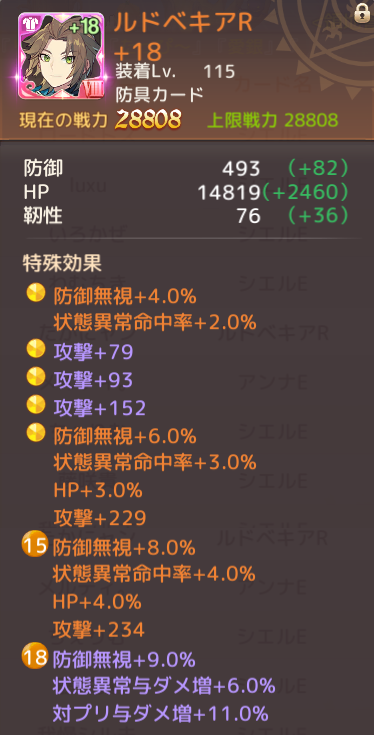 +18
VIII
ルドベキアR
+18
装着Lv. 115
防具カード
現在の戦力 28808 上限戦力 28808
防御 493 (+82)
HP 14819(+2460)
靭性 76 (+36)
特殊効果
防御無視+4.0%
状態異常命中率+2.0%
攻撃+79
攻撃+93
攻撃+152
防御無視+6.0%
状態異常命中率+3.0%
HP+3.0%
攻撃+229
15 防御無視+8.0%
状態異常命中率+4.0%
HP+4.0%
攻撃+234
18 防御無視+9.0%
状態異常与ダメ増+6.0%
対プリ与ダメ増+11.0%